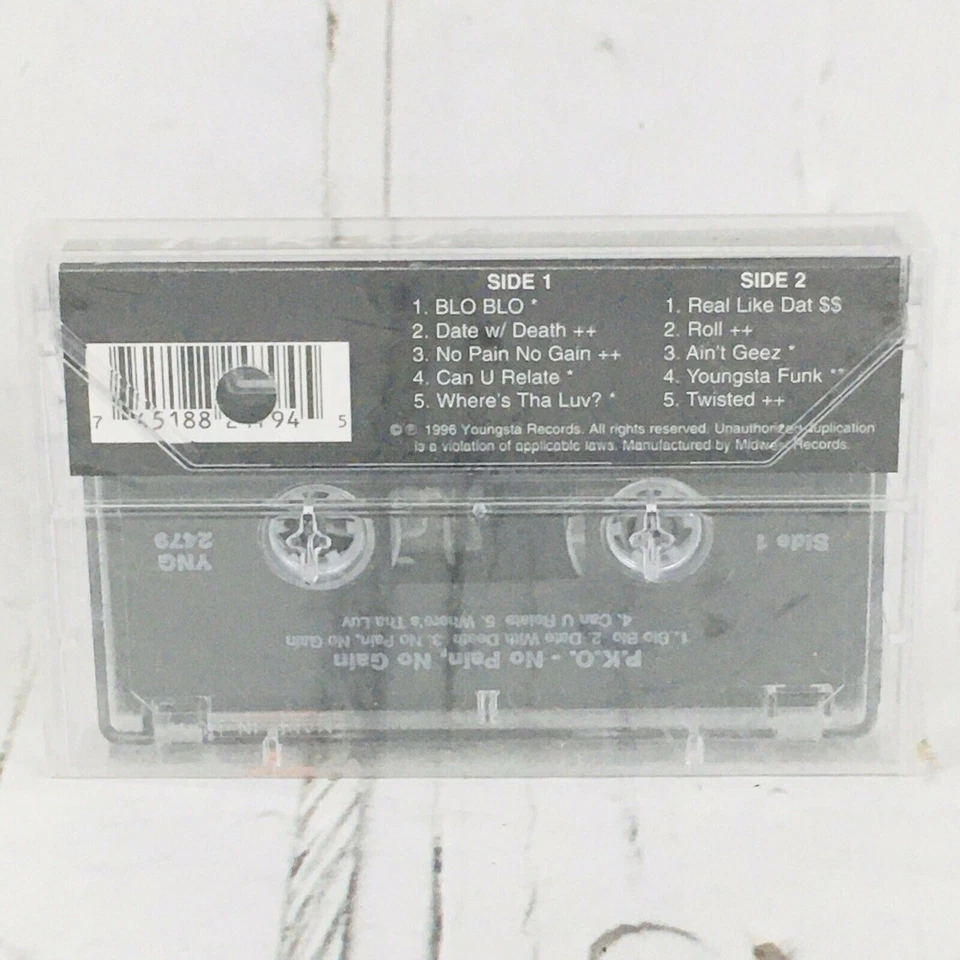 SIDE 1
1. BLO BLO *
2. Date w/ Death ++
3. No Pain No Gain ++
4. Can U Relate *
5. Where's Tha Luv? *
SIDE 2
1. Real Like Dat $$
2. Roll ++
3. Ain't Geez *
4. Youngsta Funk **
5. Twisted ++
©℗ 1996 Youngsta Records. All rights reserved. Unauthorized duplication
is a violation of applicable laws. Manufactured by Midwest Records.
7 45188 24794 5
Side 1
YNG
2479
P.K.O. - No Pain, No Gain
1. Blo Blo 2. Date With Death 3. No Pain, No Gain
4. Can U Relate 5. Where's Tha Luv